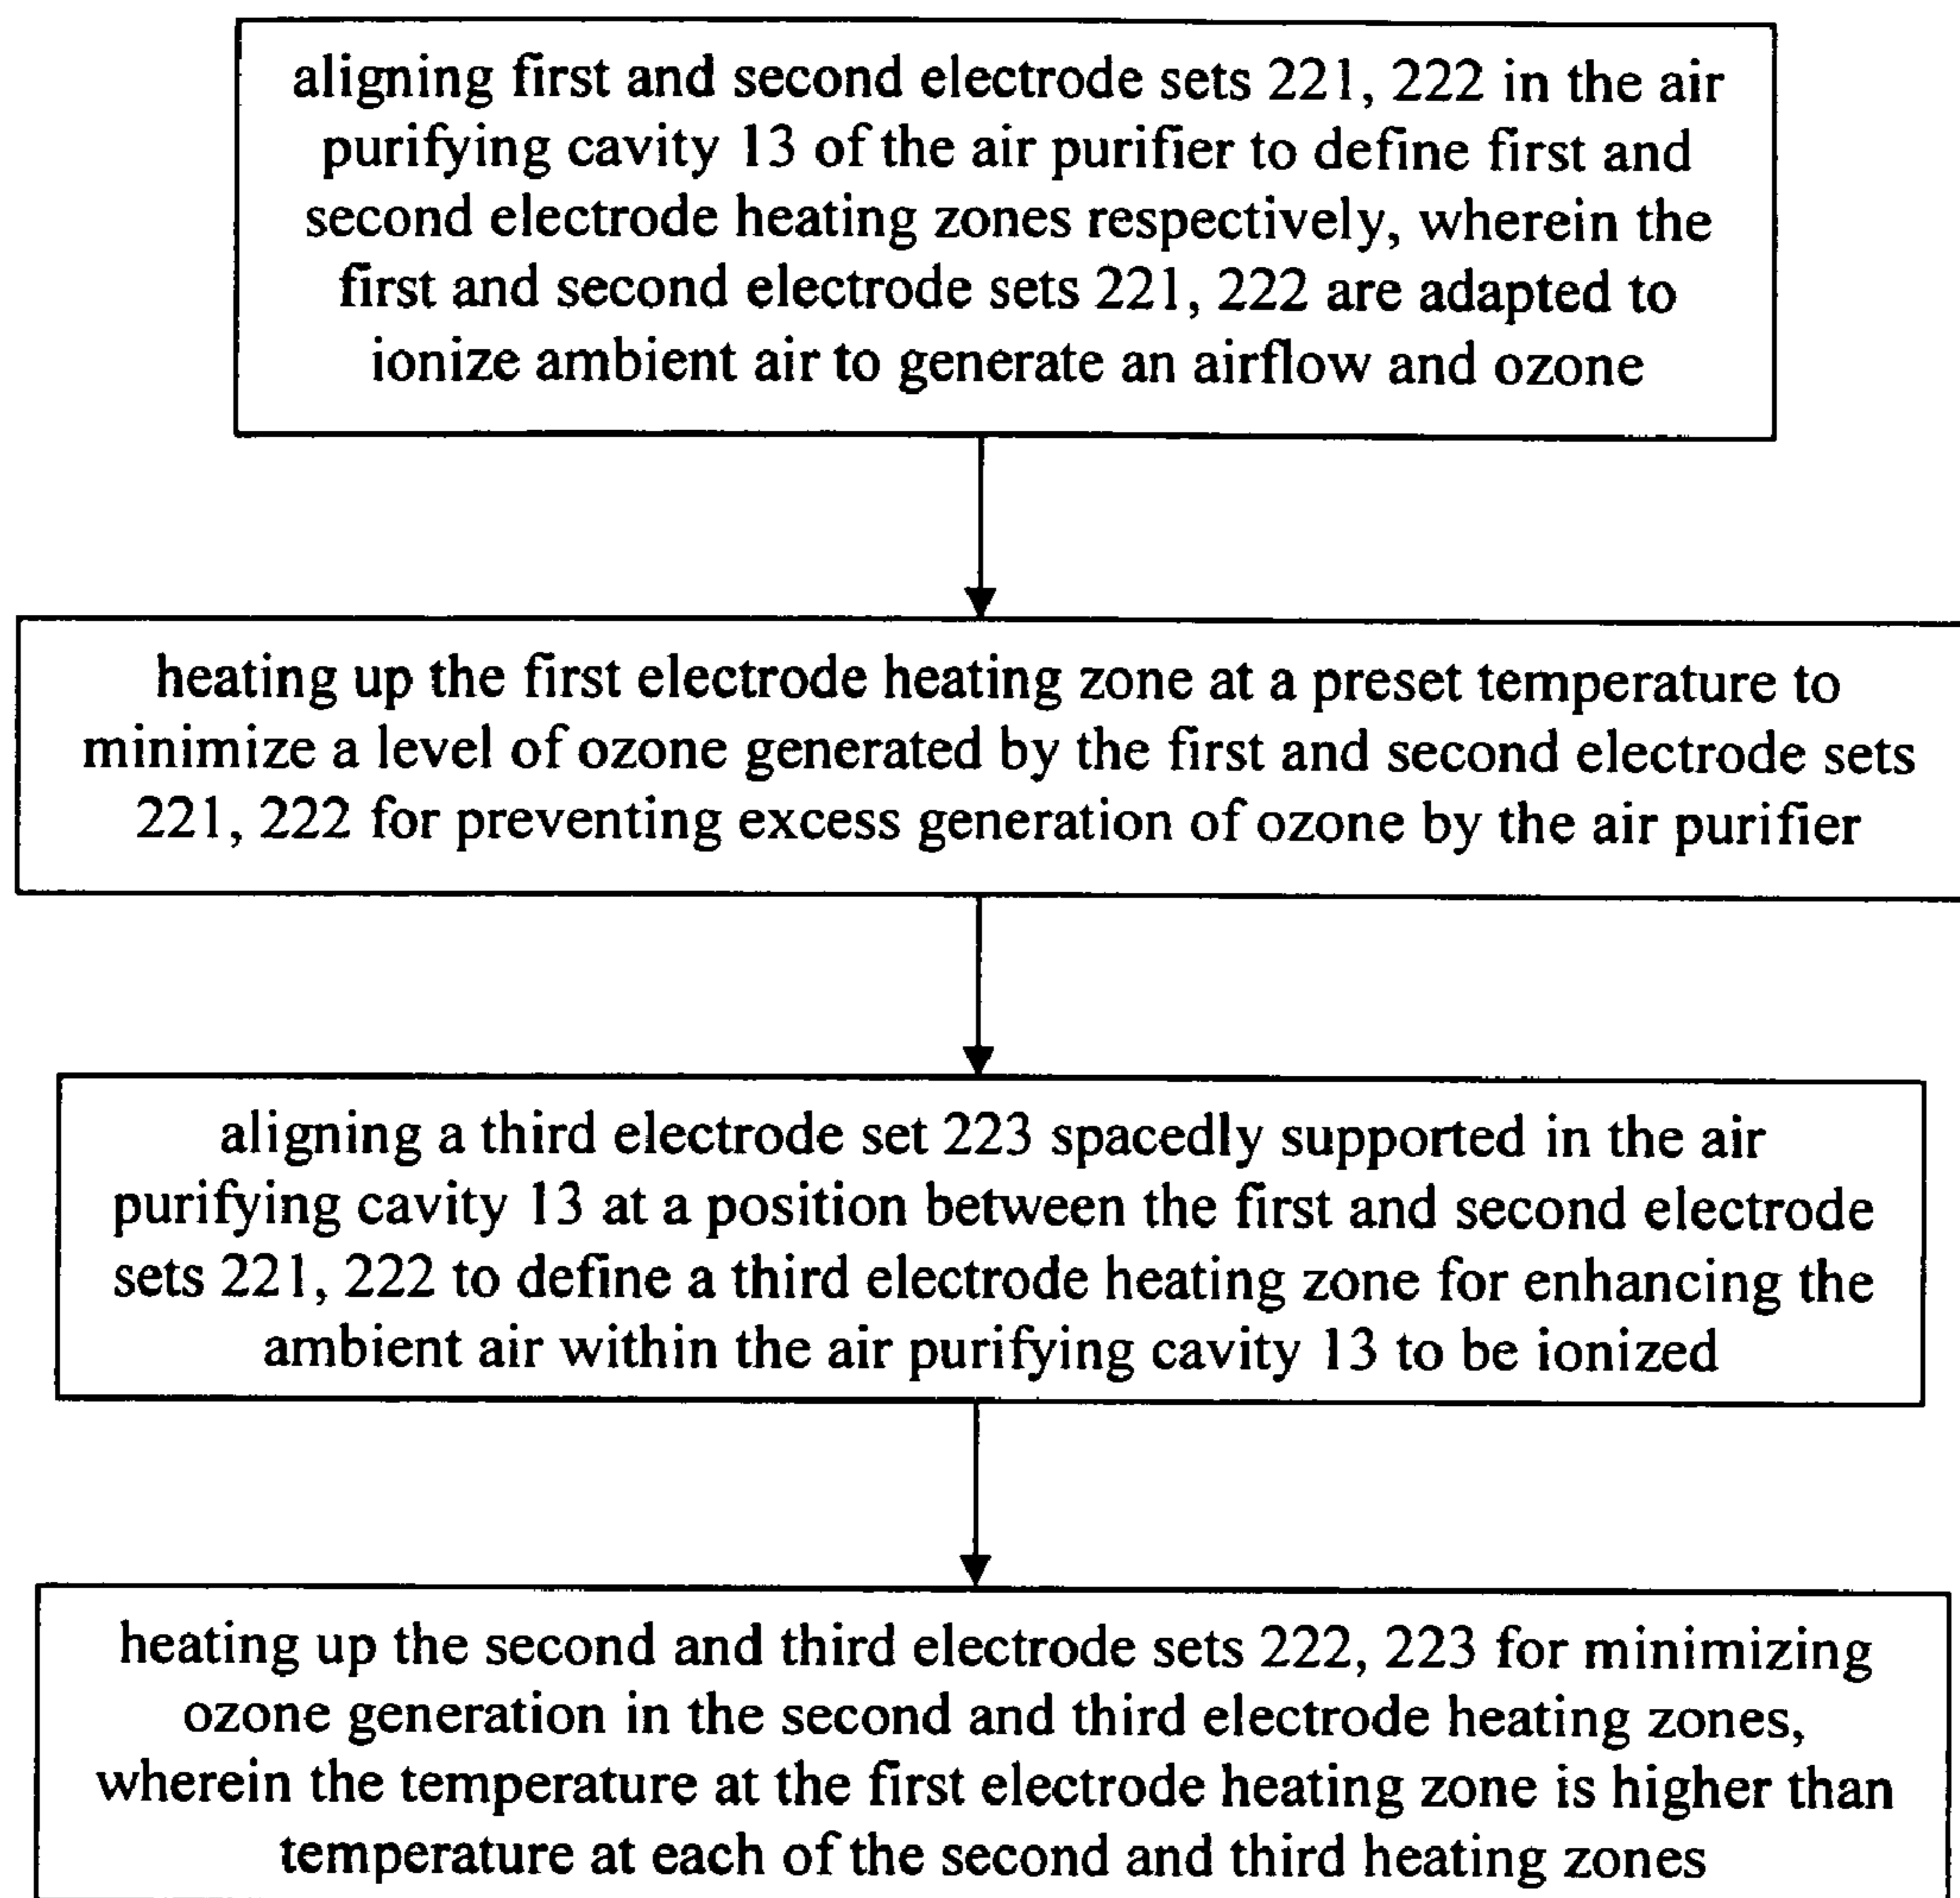 aligning first and second electrode sets 221, 222 in the air
purifying cavity 13 of the air purifier to define first and
second electrode heating zones respectively, wherein the
first and second electrode sets 221, 222 are adapted to
ionize ambient air to generate an airflow and ozone
heating up the first electrode heating zone at a preset temperature to
minimize a level of ozone generated by the first and second electrode sets
221, 222 for preventing excess generation of ozone by the air purifier
aligning a third electrode set 223 spacedly supported in the air
purifying cavity 13 at a position between the first and second electrode
sets 221, 222 to define a third electrode heating zone for enhancing the
ambient air within the air purifying cavity 13 to be ionized
heating up the second and third electrode sets 222, 223 for minimizing
ozone generation in the second and third electrode heating zones,
wherein the temperature at the first electrode heating zone is higher than
temperature at each of the second and third heating zones